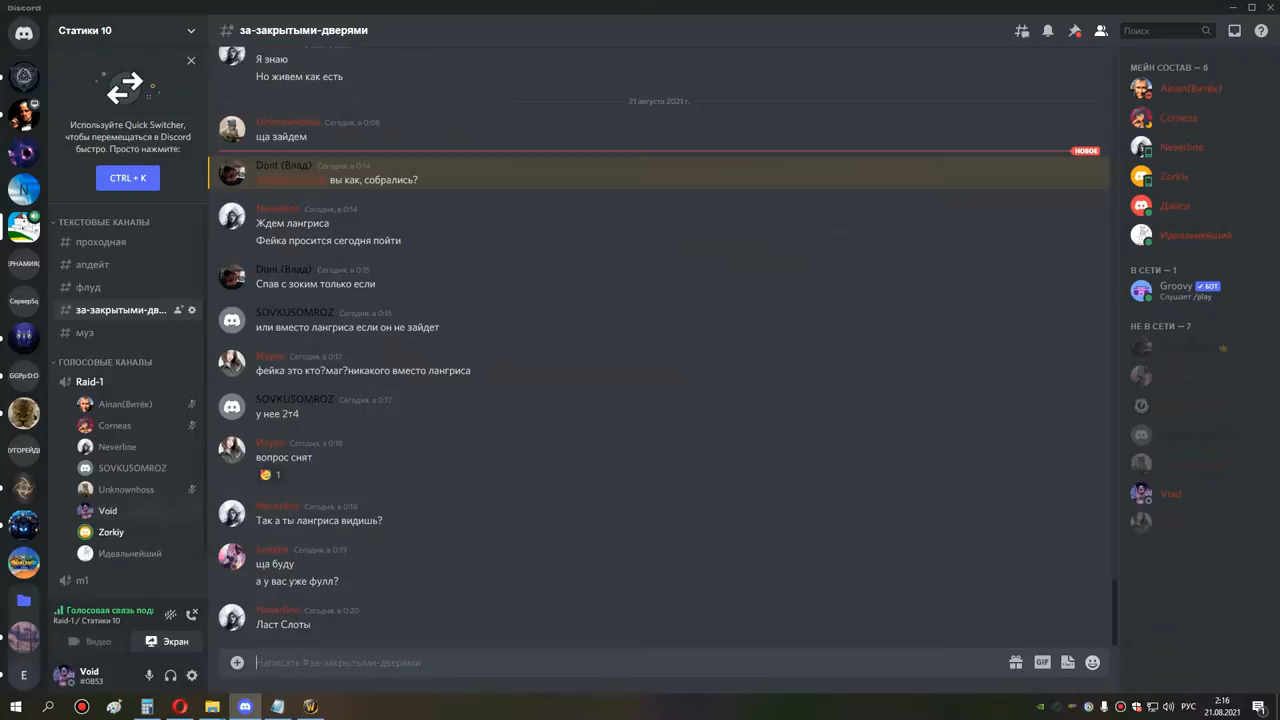 Discord
Статики 10
за-закрытыми-дверями
Поиск
Используйте Quick Switcher,
чтобы перемещаться в Discord
быстро. Просто нажмите:
CTRL + K
ТЕКСТОВЫЕ КАНАЛЫ
проходная
апдейт
флуд
за-закрытыми-дв...
муз
ГОЛОСОВЫЕ КАНАЛЫ
Raid-1
Ainan(Витёк)
Corneas
Neverline
SOVKUSOMROZ
Unknownboss
Void
Zorkiy
Идеальнейший
m1
Голосовая связь подк
Raid-1 / Статики 10
Видео
Экран
Void
#0853
СерверSq
GGPp:D:O
E
Я знаю
Но живем как есть
21 августа 2021 г.
Unknownboss Сегодня, в 0:08
ща зайдем
НОВОЕ
Dont (Влад) Сегодня, в 0:14
вы как, собрались?
Neverline Сегодня, в 0:14
Ждем лангриса
Фейка просится сегодня пойти
Dont (Влад) Сегодня, в 0:15
Спав с зоким только если
SOVKUSOMROZ Сегодня, в 0:15
или вместо лангриса если он не зайдет
Сегодня, в 0:17
фейка это кто?маг?никакого вместо лангриса
SOVKUSOMROZ Сегодня, в 0:17
у нее 2т4
Сегодня, в 0:18
вопрос снят
1
Neverline Сегодня, в 0:18
Так а ты лангриса видишь?
Сегодня, в 0:19
ща буду
а у вас уже фулл?
Neverline Сегодня, в 0:20
Ласт Слоты
Написать #за-закрытыми-дверями
GIF
МЕЙН СОСТАВ — 6
Ainan(Витёк)
Corneas
Neverline
Zorkiy
Идеальнейший
В СЕТИ — 1
Groovy БОТ
Слушает /play
НЕ В СЕТИ — 7
Void
РУС
2:16
21.08.2021